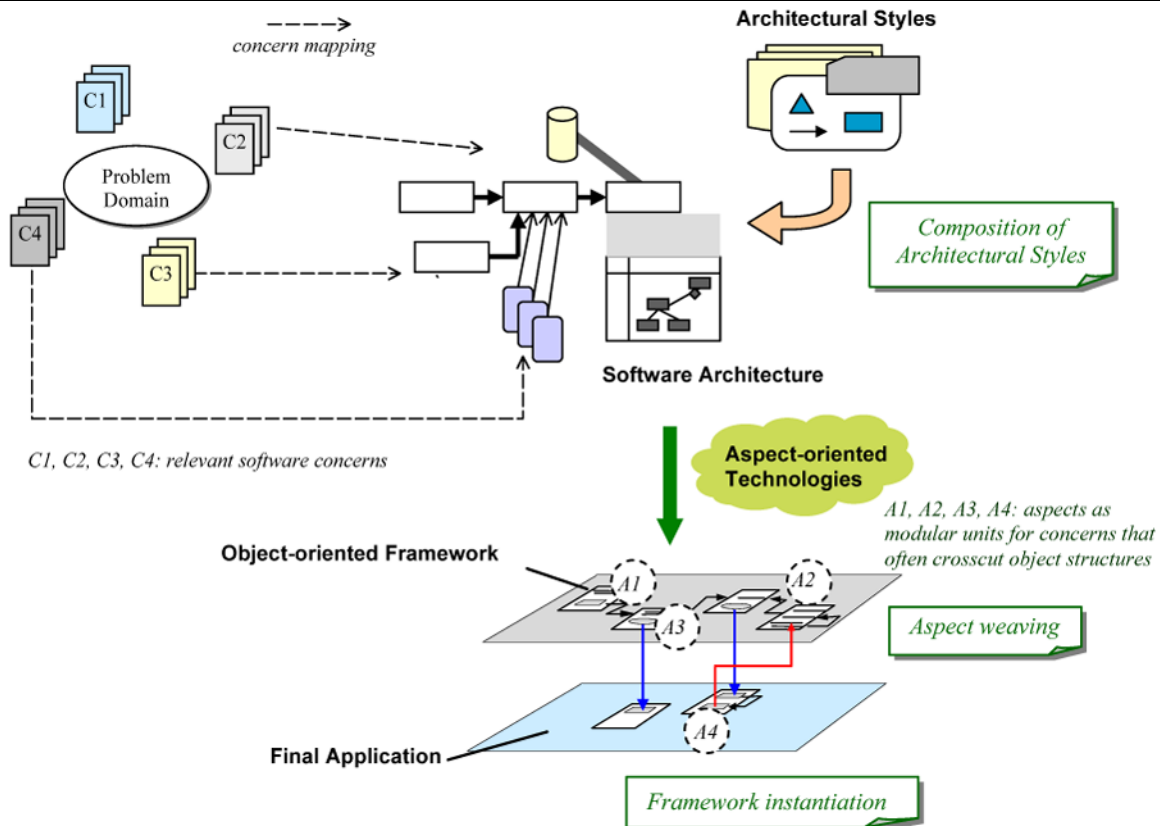 Architectural Styles
concern mapping
C1
C2
Problem
Domain
C4
C3
Composition of
Architectural Styles
Software Architecture
C1, C2, C3, C4: relevant software concerns
Aspect-oriented
Technologies
A1, A2, A3, A4: aspects as
modular units for concerns that
often crosscut object structures
Object-oriented Framework
A1
A2
A3
Aspect weaving
A4
Final Application
Framework instantiation